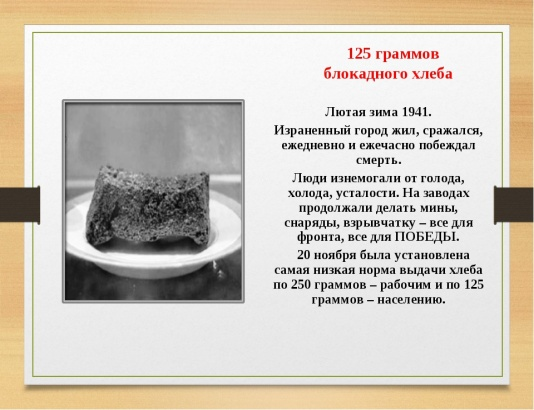 125 граммов
блокадного хлеба
Лютая зима 1941.
Израненный город жил, сражался,
ежедневно и ежечасно побеждал
смерть.
Люди изнемогали от голода,
холода, усталости. На заводах
продолжали делать мины,
снаряды, взрывчатку – все для
фронта, все для ПОБЕДЫ.
20 ноября была установлена
самая низкая норма выдачи хлеба
по 250 граммов – рабочим и по 125
граммов – населению.